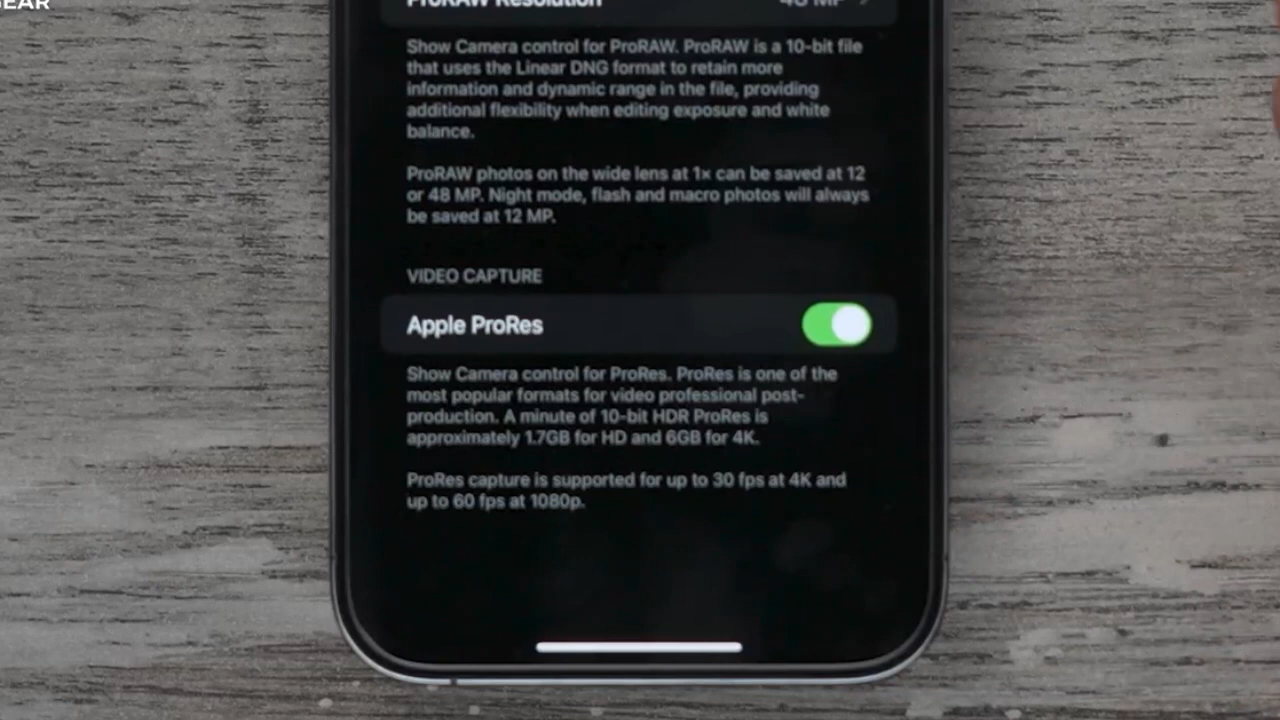 GEAR
ProRAW Resolution 48 MP
Show Camera control for ProRAW. ProRAW is a 10-bit file
that uses the Linear DNG format to retain more
information and dynamic range in the file, providing
additional flexibility when editing exposure and white
balance.
ProRAW photos on the wide lens at 1× can be saved at 12
or 48 MP. Night mode, flash and macro photos will always
be saved at 12 MP.
VIDEO CAPTURE
Apple ProRes
Show Camera control for ProRes. ProRes is one of the
most popular formats for video professional post-
production. A minute of 10-bit HDR ProRes is
approximately 1.7GB for HD and 6GB for 4K.
ProRes capture is supported for up to 30 fps at 4K and
up to 60 fps at 1080p.